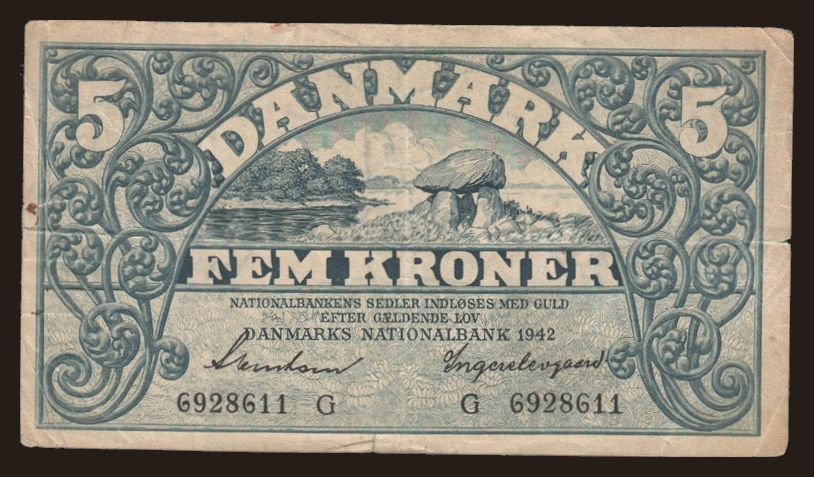 5 DANMARK 5
FEM KRONER
NATIONALBANKENS SEDLER INDLØSES MED GULD
EFTER GÆLDENDE LOV
DANMARKS NATIONALBANK 1942
6928611 G G 6928611